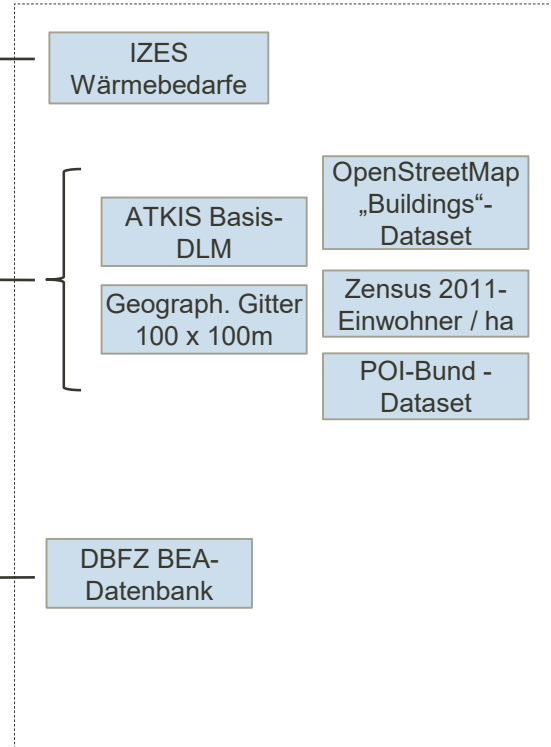 IZES
Wärmebedarfe
ATKIS Basis-
DLM
Geograph. Gitter
100 x 100m
OpenStreetMap
„Buildings“-
Dataset
Zensus 2011-
Einwohner / ha
POI-Bund -
Dataset
DBFZ BEA-
Datenbank